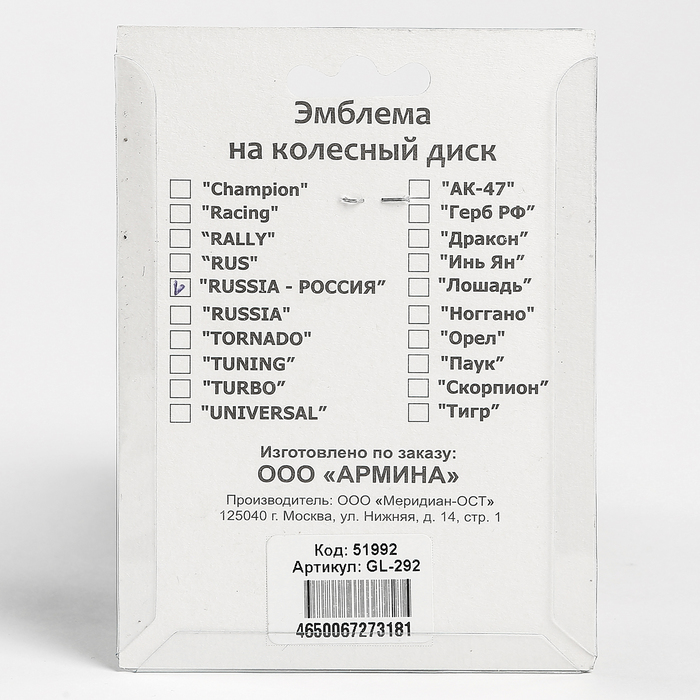 Эмблема
на колесный диск
"Champion"
"Racing"
"RALLY"
"RUS"
"RUSSIA - РОССИЯ"
"RUSSIA"
"TORNADO"
"TUNING"
"TURBO"
"UNIVERSAL"
"АК-47"
"Герб РФ"
"Дракон"
"Инь Ян"
"Лошадь"
"Ноггано"
"Орел"
"Паук"
"Скорпион"
"Тигр"
Изготовлено по заказу:
ООО «АРМИНА»
Производитель: ООО «Меридиан-ОСТ»
125040 г. Москва, ул. Нижняя, д. 14, стр. 1
Код: 51992
Артикул: GL-292
4650067273181